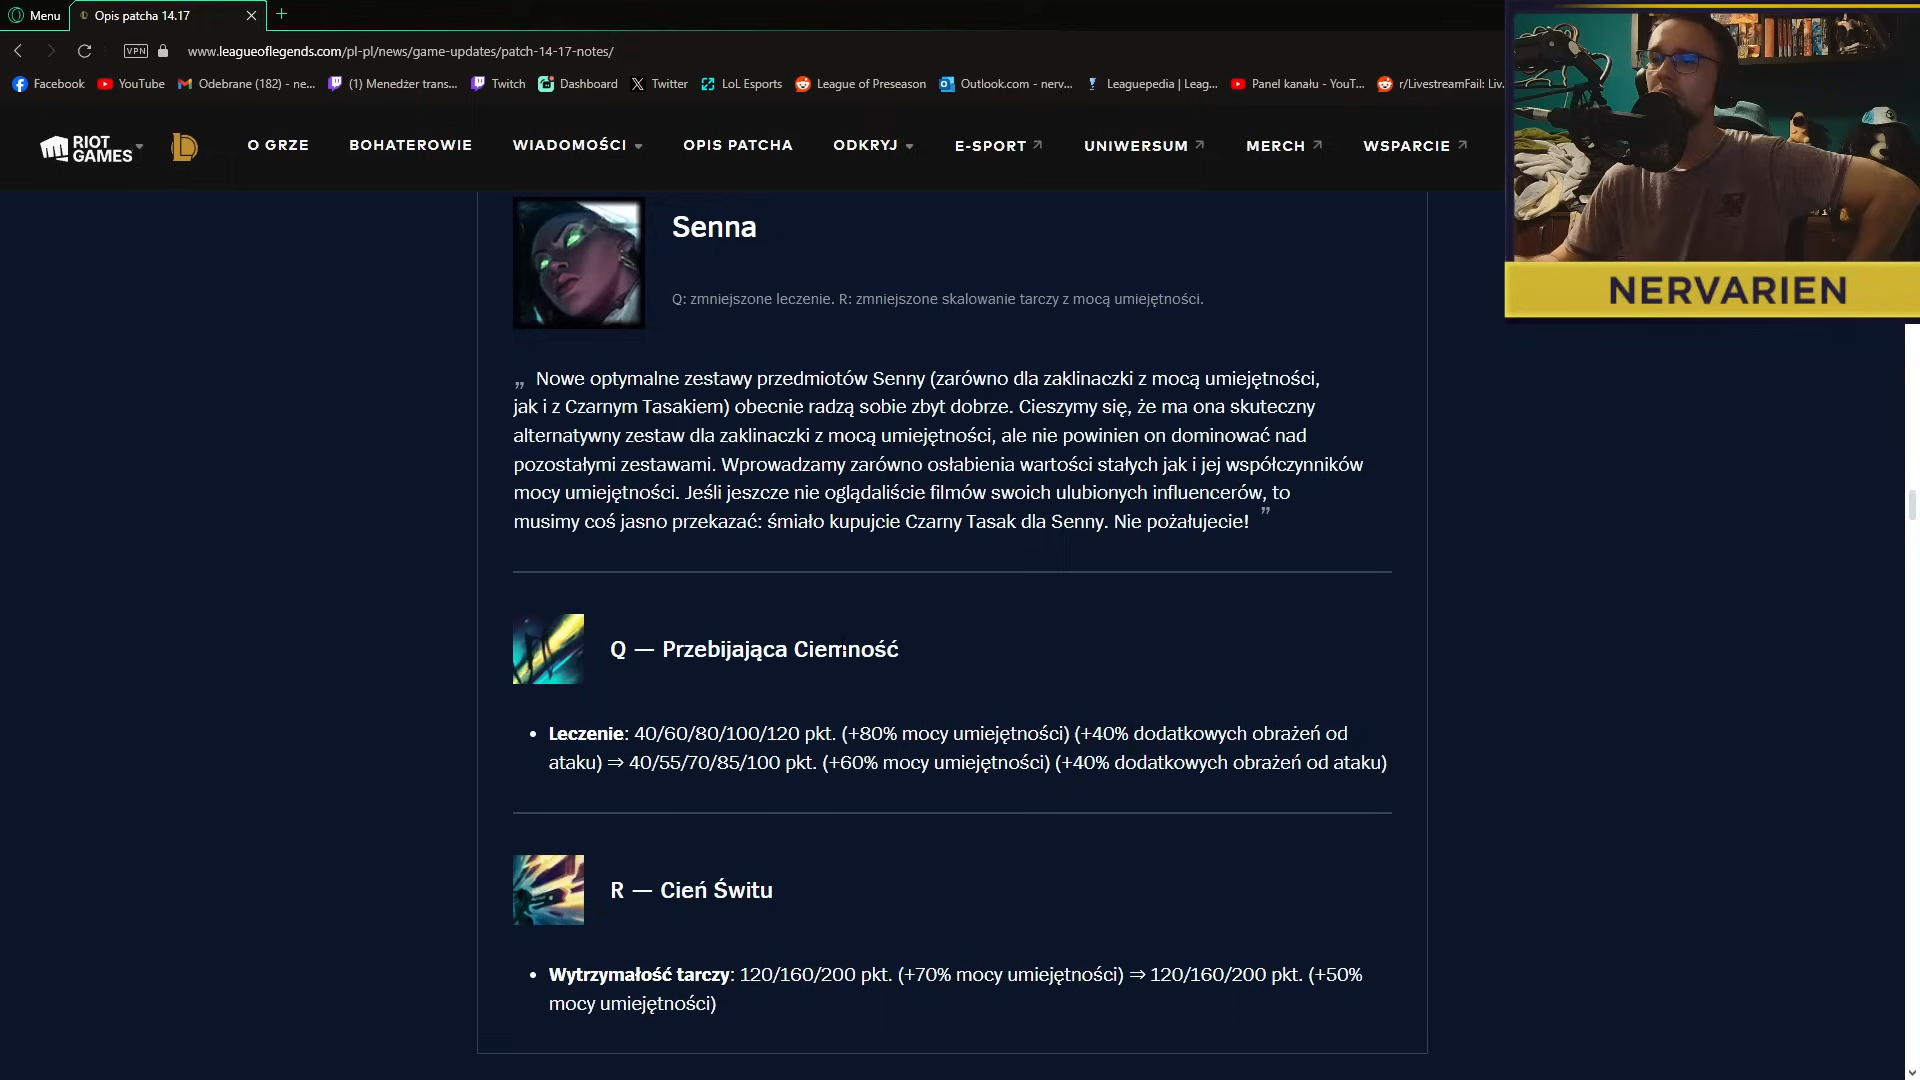 Menu
Opis patcha 14.17
VPN
www.leagueoflegends.com/pl-pl/news/game-updates/patch-14-17-notes/
Facebook
YouTube
Odebrane (182) - ne...
(1) Menedżer trans...
Twitch
Dashboard
Twitter
LoL Esports
League of Preseason
Outlook.com - nerv...
Leaguepedia | Leag...
Panel kanału - YouT...
r/LivestreamFail: Liv...
RIOT
GAMES
O GRZE
BOHATEROWIE
WIADOMOŚCI
OPIS PATCHA
ODKRYJ
E-SPORT
UNIWERSUM
MERCH
WSPARCIE
NERVARIEN
Senna
Q: zmniejszone leczenie. R: zmniejszone skalowanie tarczy z mocą umiejętności.
„ Nowe optymalne zestawy przedmiotów Senny (zarówno dla zaklinaczki z mocą umiejętności,
jak i z Czarnym Tasakiem) obecnie radzą sobie zbyt dobrze. Cieszymy się, że ma ona skuteczny
alternatywny zestaw dla zaklinaczki z mocą umiejętności, ale nie powinien on dominować nad
pozostałymi zestawami. Wprowadzamy zarówno osłabienia wartości stałych jak i jej współczynników
mocy umiejętności. Jeśli jeszcze nie oglądaliście filmów swoich ulubionych influencerów, to
musimy coś jasno przekazać: śmiało kupujcie Czarny Tasak dla Senny. Nie pożałujecie! ”
Q — Przebijająca Ciemność
• Leczenie: 40/60/80/100/120 pkt. (+80% mocy umiejętności) (+40% dodatkowych obrażeń od
ataku) ⇒ 40/55/70/85/100 pkt. (+60% mocy umiejętności) (+40% dodatkowych obrażeń od ataku)
R — Cień Świtu
• Wytrzymałość tarczy: 120/160/200 pkt. (+70% mocy umiejętności) ⇒ 120/160/200 pkt. (+50%
mocy umiejętności)